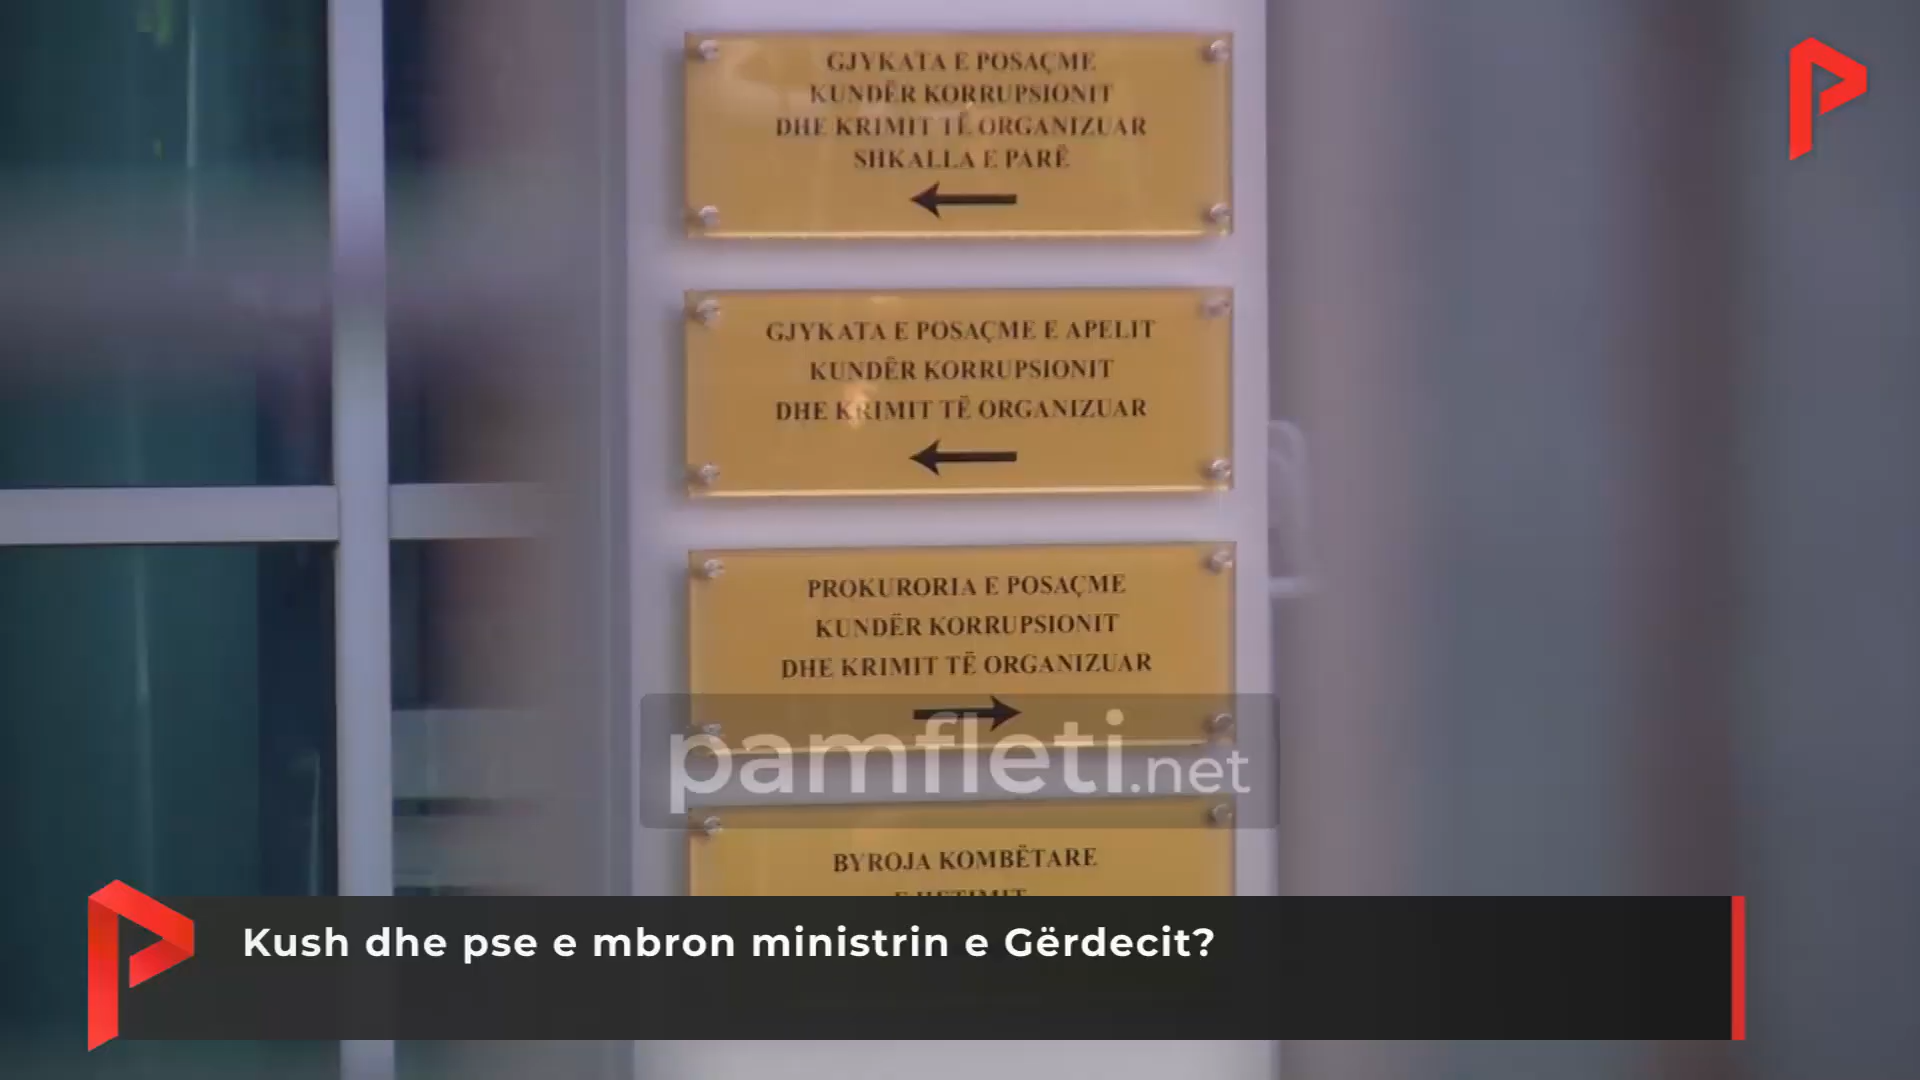 GJYKATA E POSAÇME
KUNDËR KORRUPSIONIT
DHE KRIMIT TË ORGANIZUAR
SHKALLA E PARË
GJYKATA E POSAÇME E APELIT
KUNDËR KORRUPSIONIT
DHE KRIMIT TË ORGANIZUAR
PROKURORIA E POSAÇME
KUNDËR KORRUPSIONIT
DHE KRIMIT TË ORGANIZUAR
pamfleti.net
BYROJA KOMBËTARE
Kush dhe pse e mbron ministrin e Gërdecit?